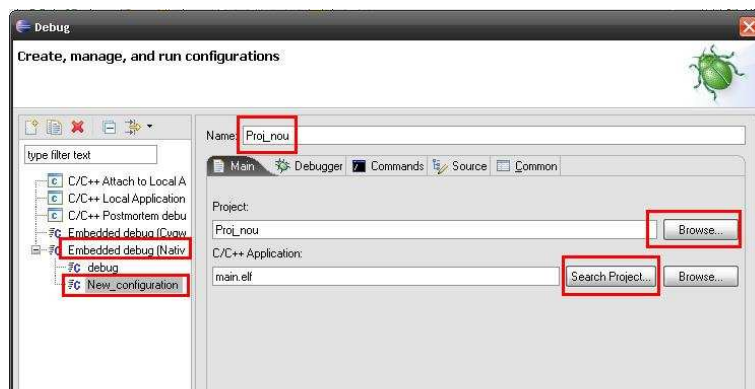 Debug
Create, manage, and run configurations
type filter text
C/C++ Attach to Local A
C/C++ Local Application
C/C++ Postmortem debu
Embedded debug (Cygw
Embedded debug (Nativ
debug
New_configuration
Name: Proj_nou
Main Debugger Commands Source Common
Project:
Proj_nou Browse...
C/C++ Application:
main.elf Search Project... Browse...